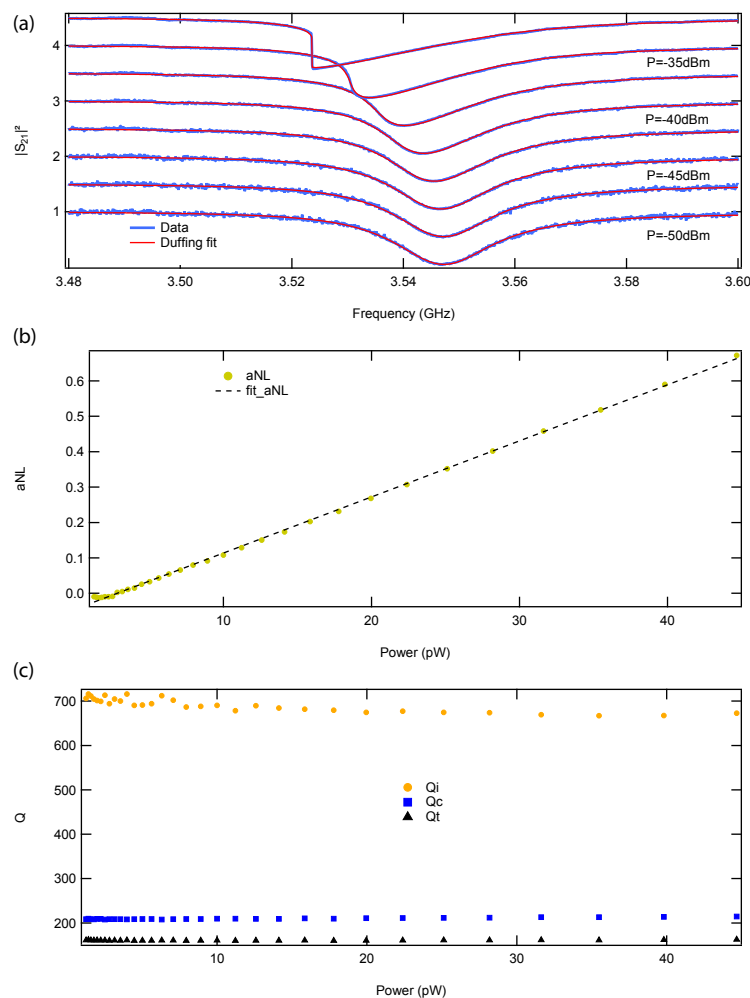 (a)
4
3
2
1
|S₂₁|²
P=-35dBm
P=-40dBm
P=-45dBm
P=-50dBm
Data
Duffing fit
3.48 3.50 3.52 3.54 3.56 3.58 3.60
Frequency (GHz)
(b)
0.6
0.5
0.4
0.3
0.2
0.1
0.0
aNL
aNL
fit_aNL
10 20 30 40
Power (pW)
(c)
700
600
500
400
300
200
Q
Qi
Qc
Qt
10 20 30 40
Power (pW)